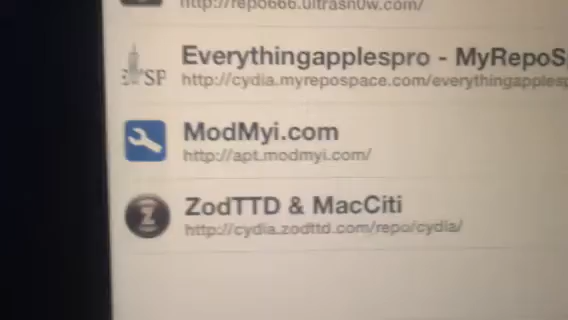 http://repo666.ultrasn0w.com/
Everythingapplespro - MyRepoS
http://cydia.myrepospace.com/everythingapplesp
ModMyi.com
http://apt.modmyi.com/
ZodTTD & MacCiti
http://cydia.zodttd.com/repo/cydia/